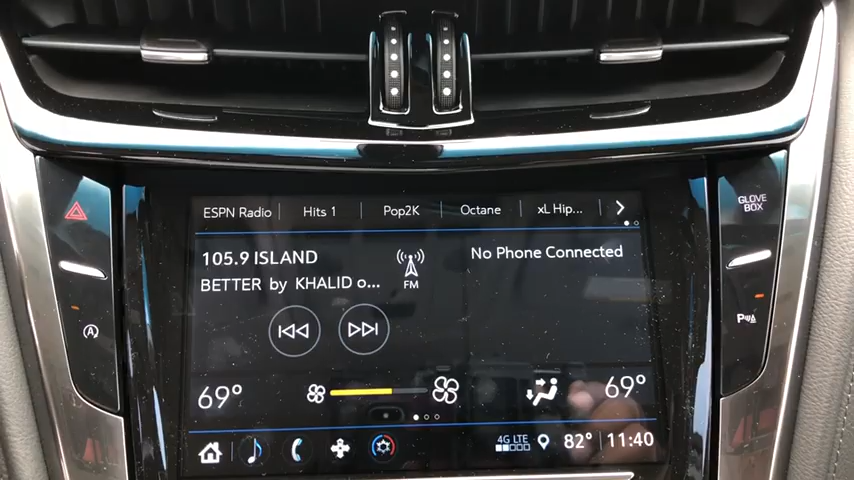 ESPN Radio
Hits 1
Pop2K
Octane
xL Hip...
GLOVE
BOX
105.9 ISLAND
BETTER by KHALID o...
FM
No Phone Connected
A
P
69°
69°
4G LTE
82°
11:40